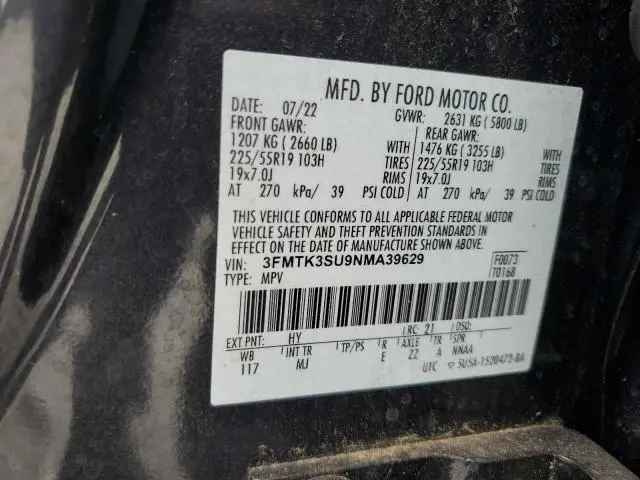 MFD. BY FORD MOTOR CO.
DATE: 07/22 GVWR: 2631 KG ( 5800 LB)
FRONT GAWR: REAR GAWR:
1207 KG ( 2660 LB) WITH 1476 KG ( 3255 LB) WITH
225/55R19 103H TIRES 225/55R19 103H TIRES
19x7.0J RIMS 19x7.0J RIMS
AT 270 kPa/ 39 PSI COLD AT 270 kPa/ 39 PSI COLD
THIS VEHICLE CONFORMS TO ALL APPLICABLE FEDERAL MOTOR
VEHICLE SAFETY AND THEFT PREVENTION STANDARDS IN
EFFECT ON THE DATE OF MANUFACTURE SHOWN ABOVE.
VIN: 3FMTK3SU9NMA39629 F0073
TYPE: MPV T0168
EXT PNT: HY RC: 21 DSO:
WB INT TR TP/PS R AXLE TR SPR
117 MJ E ZZ A NNAA
UTC